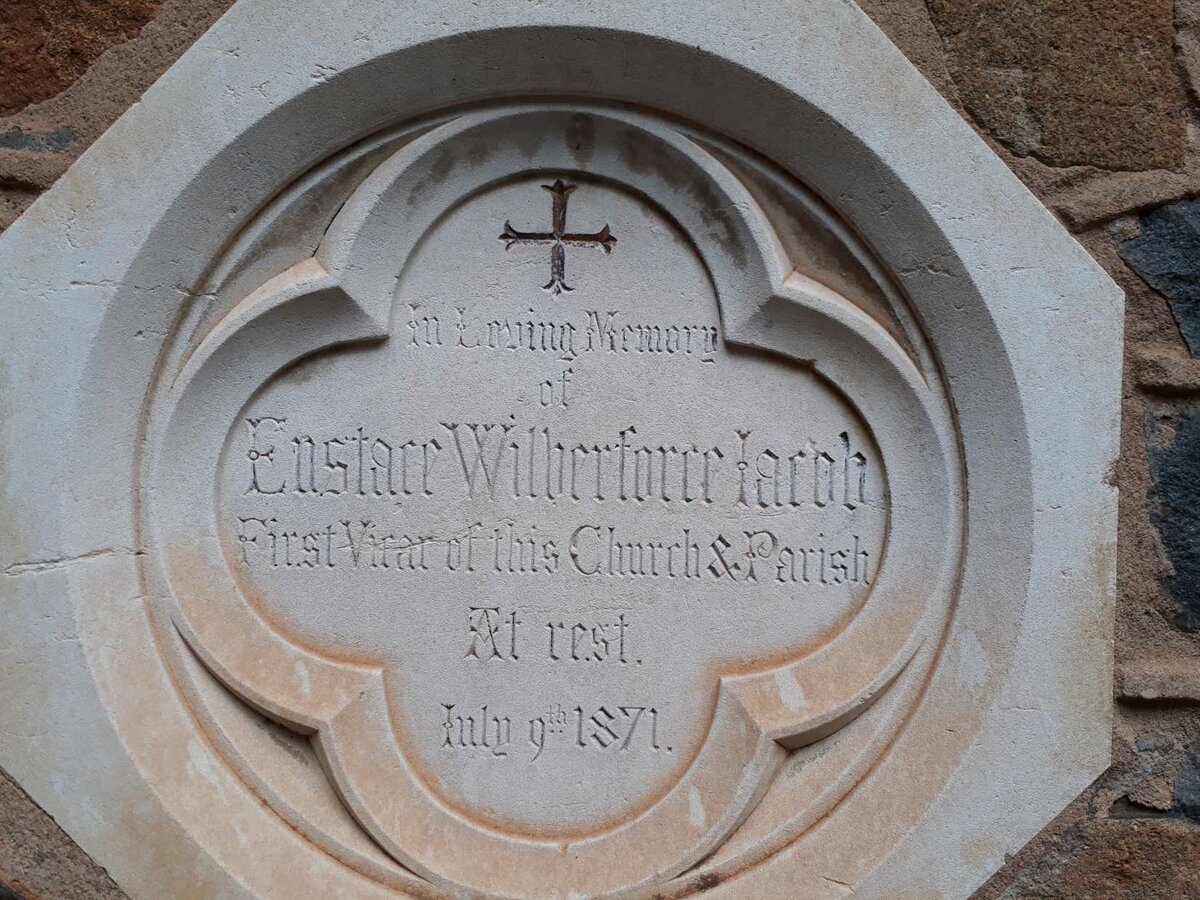 In Loving Memory
of
Eustace Wilberforce Jacob
First Vicar of this Church & Parish
At rest.
July 9th 1871.